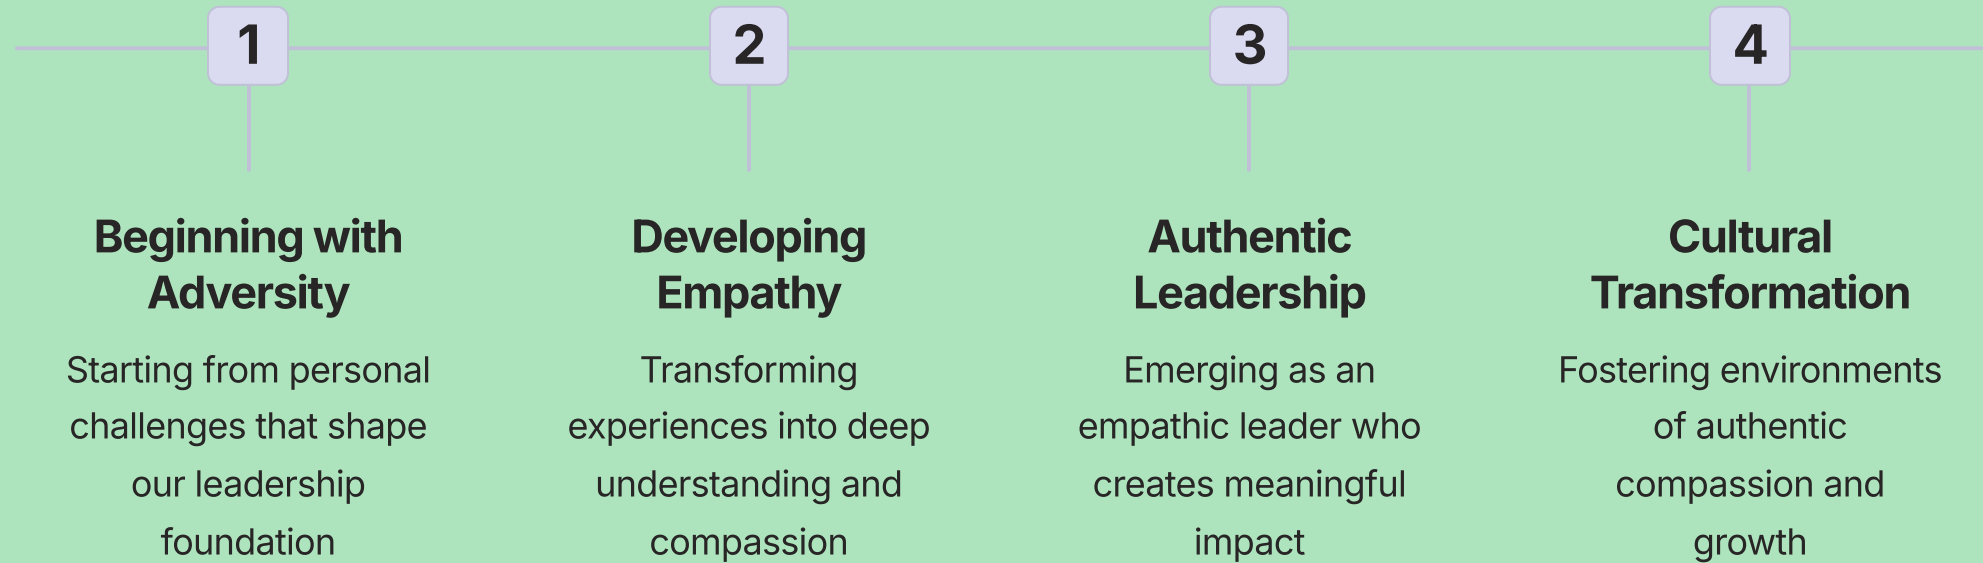 1
Beginning with
Adversity
Starting from personal
challenges that shape
our leadership
foundation
2
Developing
Empathy
Transforming
experiences into deep
understanding and
compassion
3
Authentic
Leadership
Emerging as an
empathic leader who
creates meaningful
impact
4
Cultural
Transformation
Fostering environments
of authentic
compassion and
growth